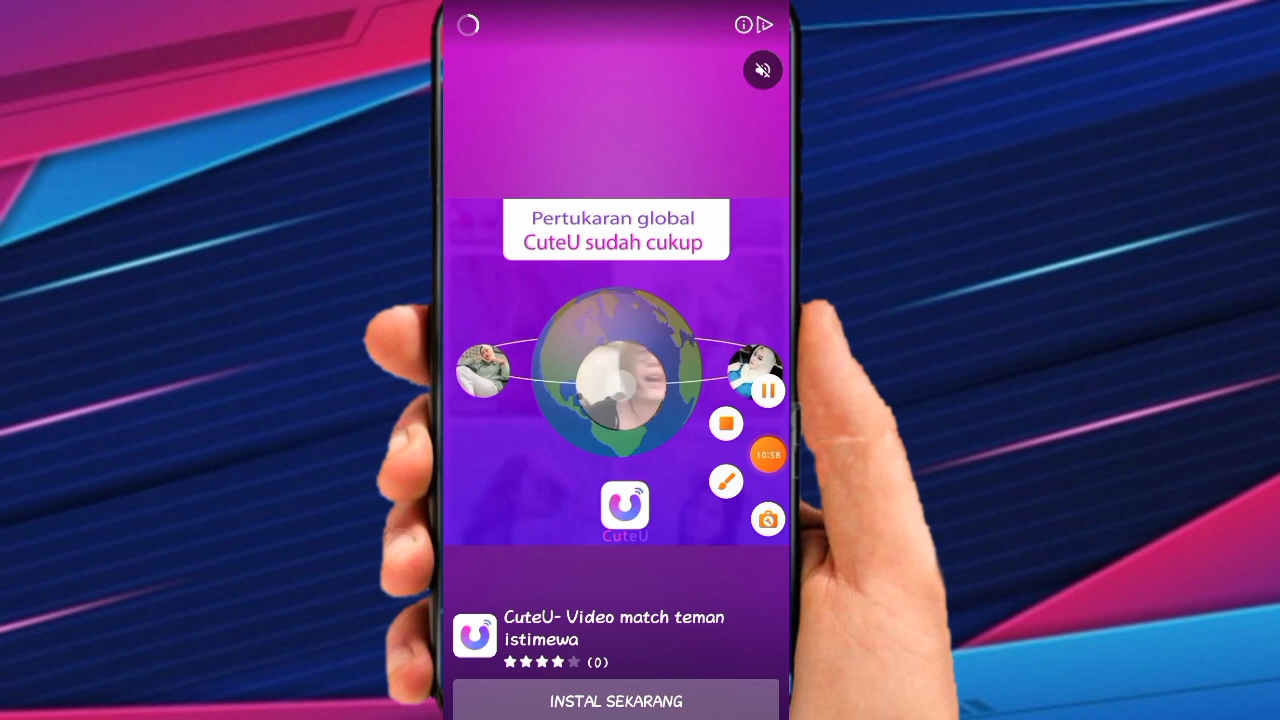 Pertukaran global
CuteU sudah cukup
10:58
CuteU
CuteU- Video match teman
istimewa
(0)
INSTAL SEKARANG